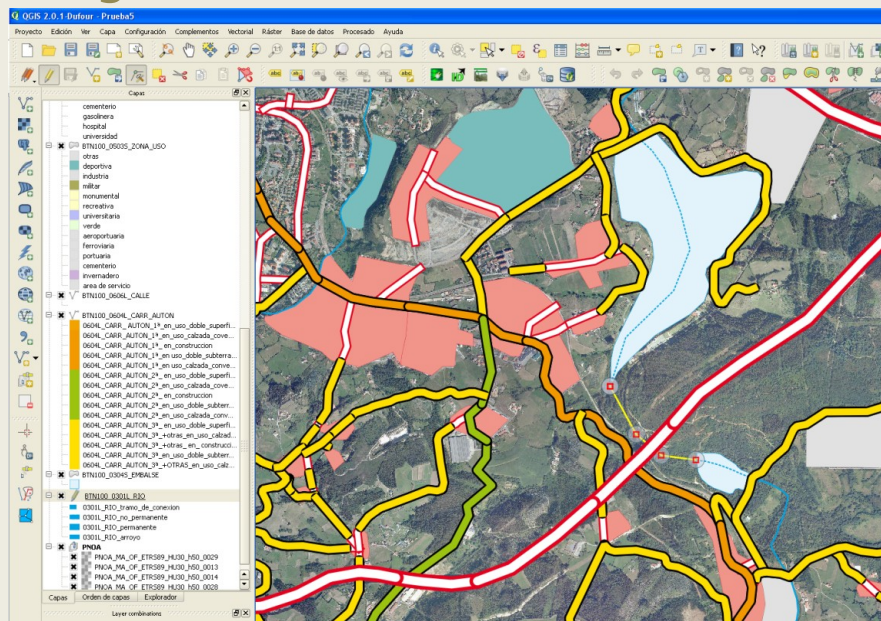 QGIS 2.0.1-Dufour - Prueba5
Proyecto Edición Ver Capa Configuración Complementos Vectorial Ráster Base de datos Procesado Ayuda
Capas
cementerio
gasolinera
hospital
universidad
BTN100_0503S_ZONA_USO
otras
deportiva
industria
militar
monumental
recreativa
universitaria
verde
aeroportuaria
ferroviaria
portuaria
cementerio
invernadero
area de servicio
BTN100_0606L_CALLE
BTN100_0604L_CARR_AUTON
0604L_CARR_AUTON_1ª_en_uso_doble_superfi...
0604L_CARR_AUTON_1ª_en_uso_calzada_cove...
0604L_CARR_AUTON_1ª_en_construccion
0604L_CARR_AUTON_1ª_en uso_doble_subterra...
0604L_CARR_AUTON_1ª_en uso_calzada_conve...
0604L_CARR_AUTON_2ª_en_uso_doble_superfi...
0604L_CARR_AUTON_2ª_en_uso_calzada_cove...
0604L_CARR_AUTON_2ª_en_construccion
0604L_CARR_AUTON_2ª_en_uso_doble_subterr...
0604L_CARR_AUTON_2ª_en_uso_calzada_conv...
0604L_CARR_AUTON_3ª_en_uso_doble_superfi...
0604L_CARR_AUTON_3ª_+otras_en_uso_calzad...
0604L_CARR_AUTON_3ª_+otras_en_construcci...
0604L_CARR_AUTON_3ª_en_uso_doble_subterr...
0604L_CARR_AUTON_3ª_+OTRAS_en_uso_calz...
BTN100_0304S_EMBALSE
BTN100_0301L_RIO
0301L_RIO_tramo_de_conexion
0301L_RIO_no_permanente
0301L_RIO_permanente
0301L_RIO_arroyo
PNOA
PNOA_MA_OF_ETRS89_HU30_h50_0029
PNOA_MA_OF_ETRS89_HU30_h50_0013
PNOA_MA_OF_ETRS89_HU30_h50_0014
PNOA_MA_OF_ETRS89_HU30_h50_0028
Capas Orden de capas Explorador
Layer combinations